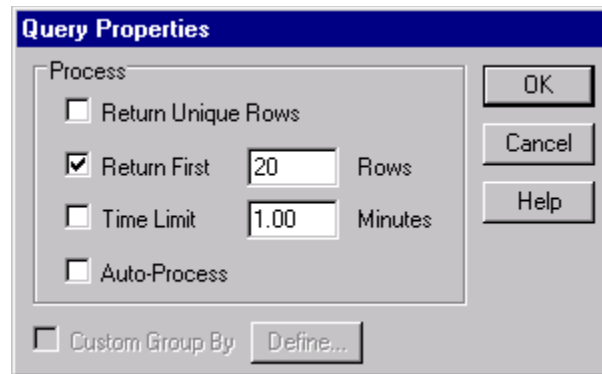 Query Properties
Process
Return Unique Rows
Return First 20 Rows
Time Limit 1.00 Minutes
Auto-Process
Custom Group By Define...
OK
Cancel
Help